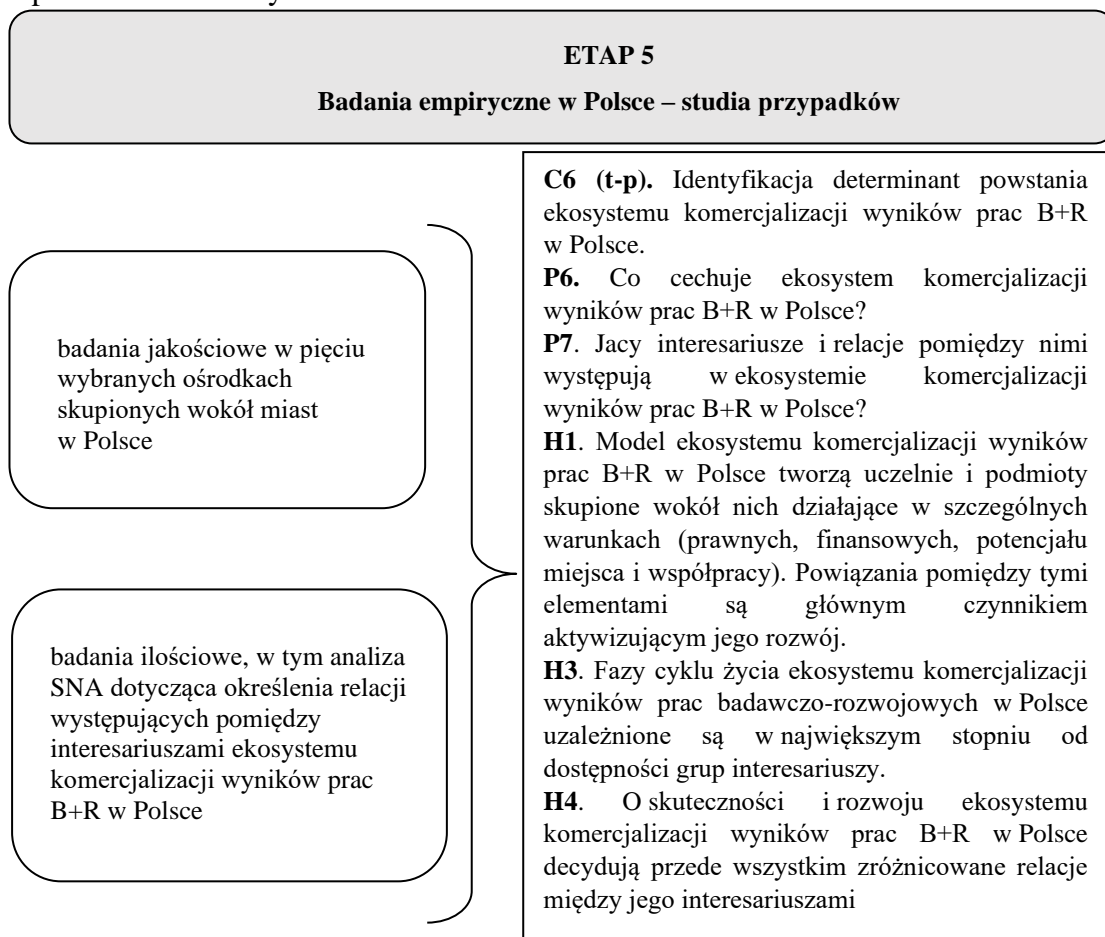 ETAP 5
Badania empiryczne w Polsce – studia przypadków
badania jakościowe w pięciu
wybranych ośrodkach
skupionych wokół miast
w Polsce
badania ilościowe, w tym analiza
SNA dotycząca określenia relacji
występujących pomiędzy
interesariuszami ekosystemu
komercjalizacji wyników prac
B+R w Polsce
C6 (t-p). Identyfikacja determinant powstania
ekosystemu komercjalizacji wyników prac B+R
w Polsce.
P6. Co cechuje ekosystem komercjalizacji
wyników prac B+R w Polsce?
P7. Jacy interesariusze i relacje pomiędzy nimi
występują w ekosystemie komercjalizacji
wyników prac B+R w Polsce?
H1. Model ekosystemu komercjalizacji wyników
prac B+R w Polsce tworzą uczelnie i podmioty
skupione wokół nich działające w szczególnych
warunkach (prawnych, finansowych, potencjału
miejsca i współpracy). Powiązania pomiędzy tymi
elementami są głównym czynnikiem
aktywizującym jego rozwój.
H3. Fazy cyklu życia ekosystemu komercjalizacji
wyników prac badawczo-rozwojowych w Polsce
uzależnione są w największym stopniu od
dostępności grup interesariuszy.
H4. O skuteczności i rozwoju ekosystemu
komercjalizacji wyników prac B+R w Polsce
decydują przede wszystkim zróżnicowane relacje
między jego interesariuszami